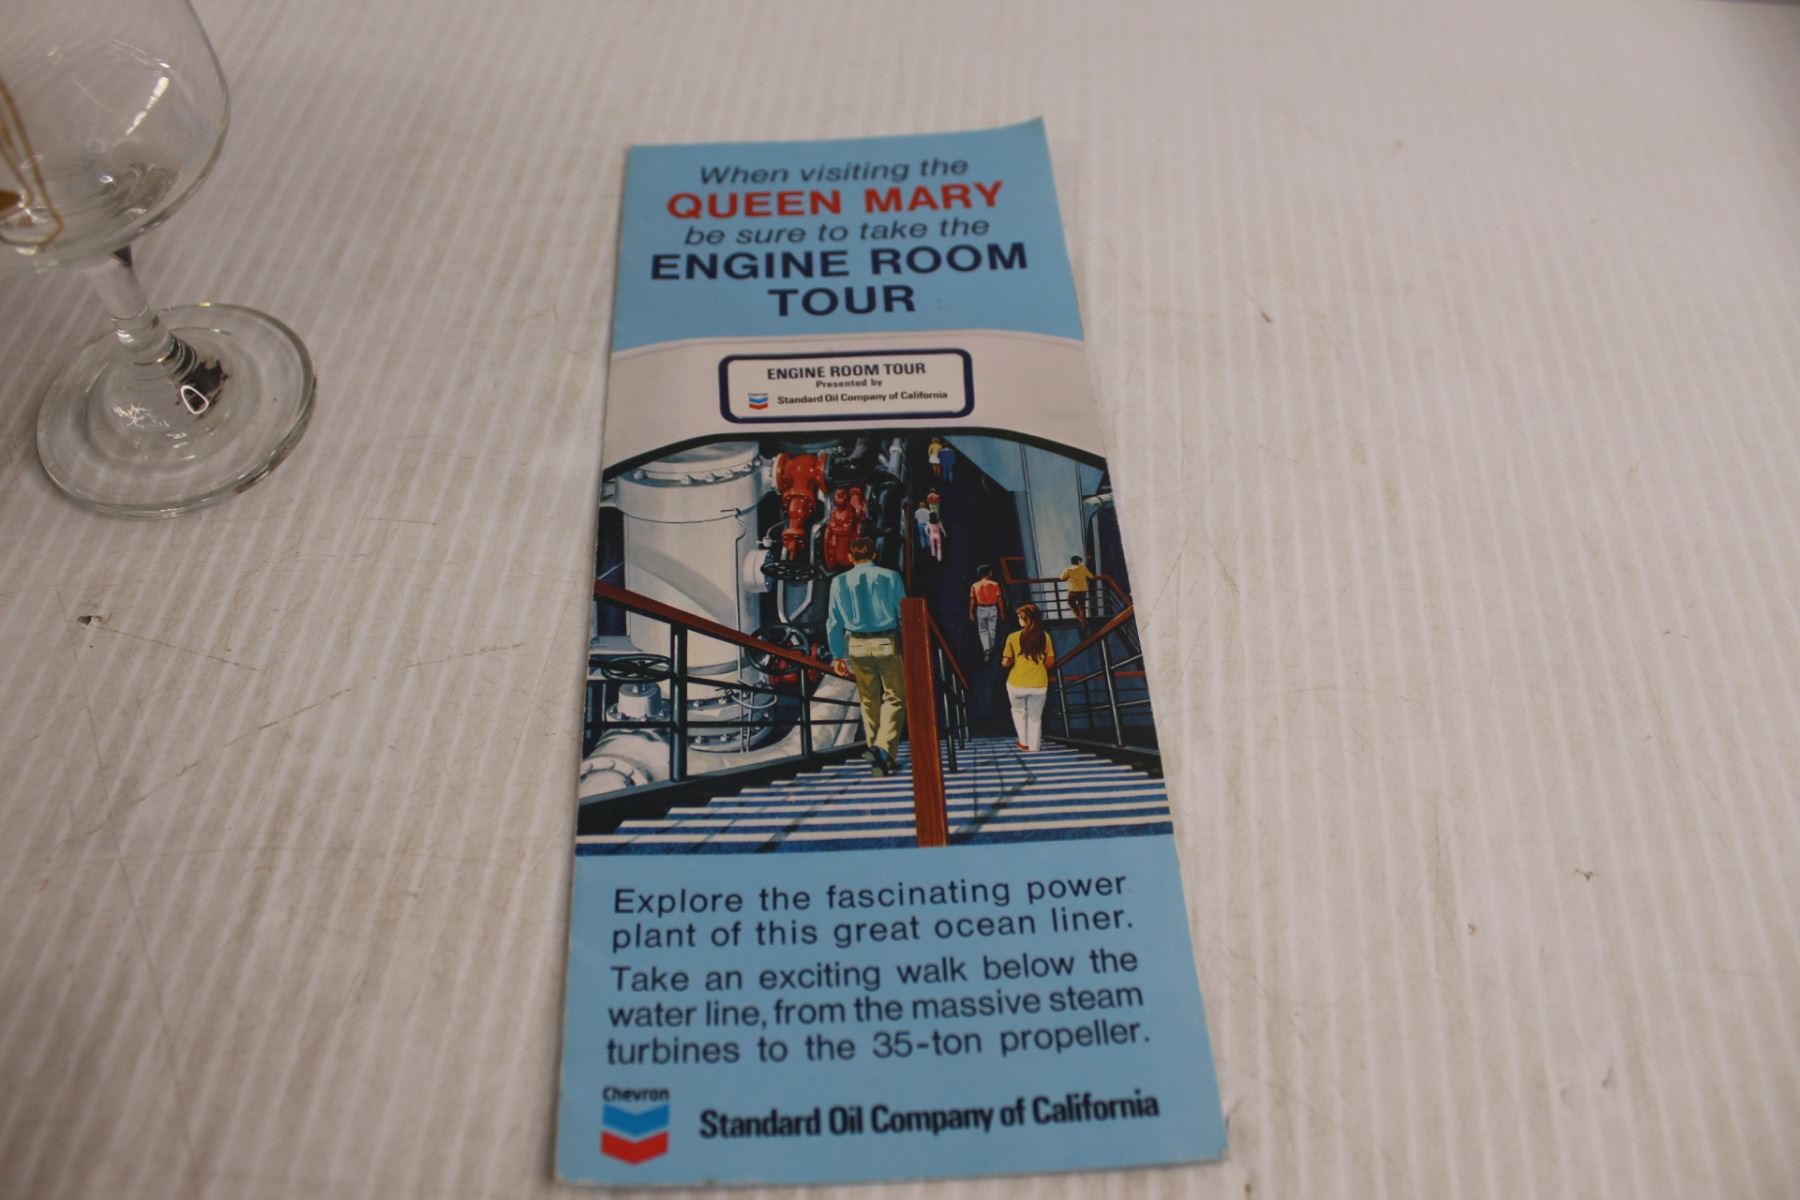 When visiting the
QUEEN MARY
be sure to take the
ENGINE ROOM
TOUR
ENGINE ROOM TOUR
Presented by
Chevron
Standard Oil Company of California
Explore the fascinating power
plant of this great ocean liner.
Take an exciting walk below the
water line, from the massive steam
turbines to the 35-ton propeller.
Chevron
Standard Oil Company of California